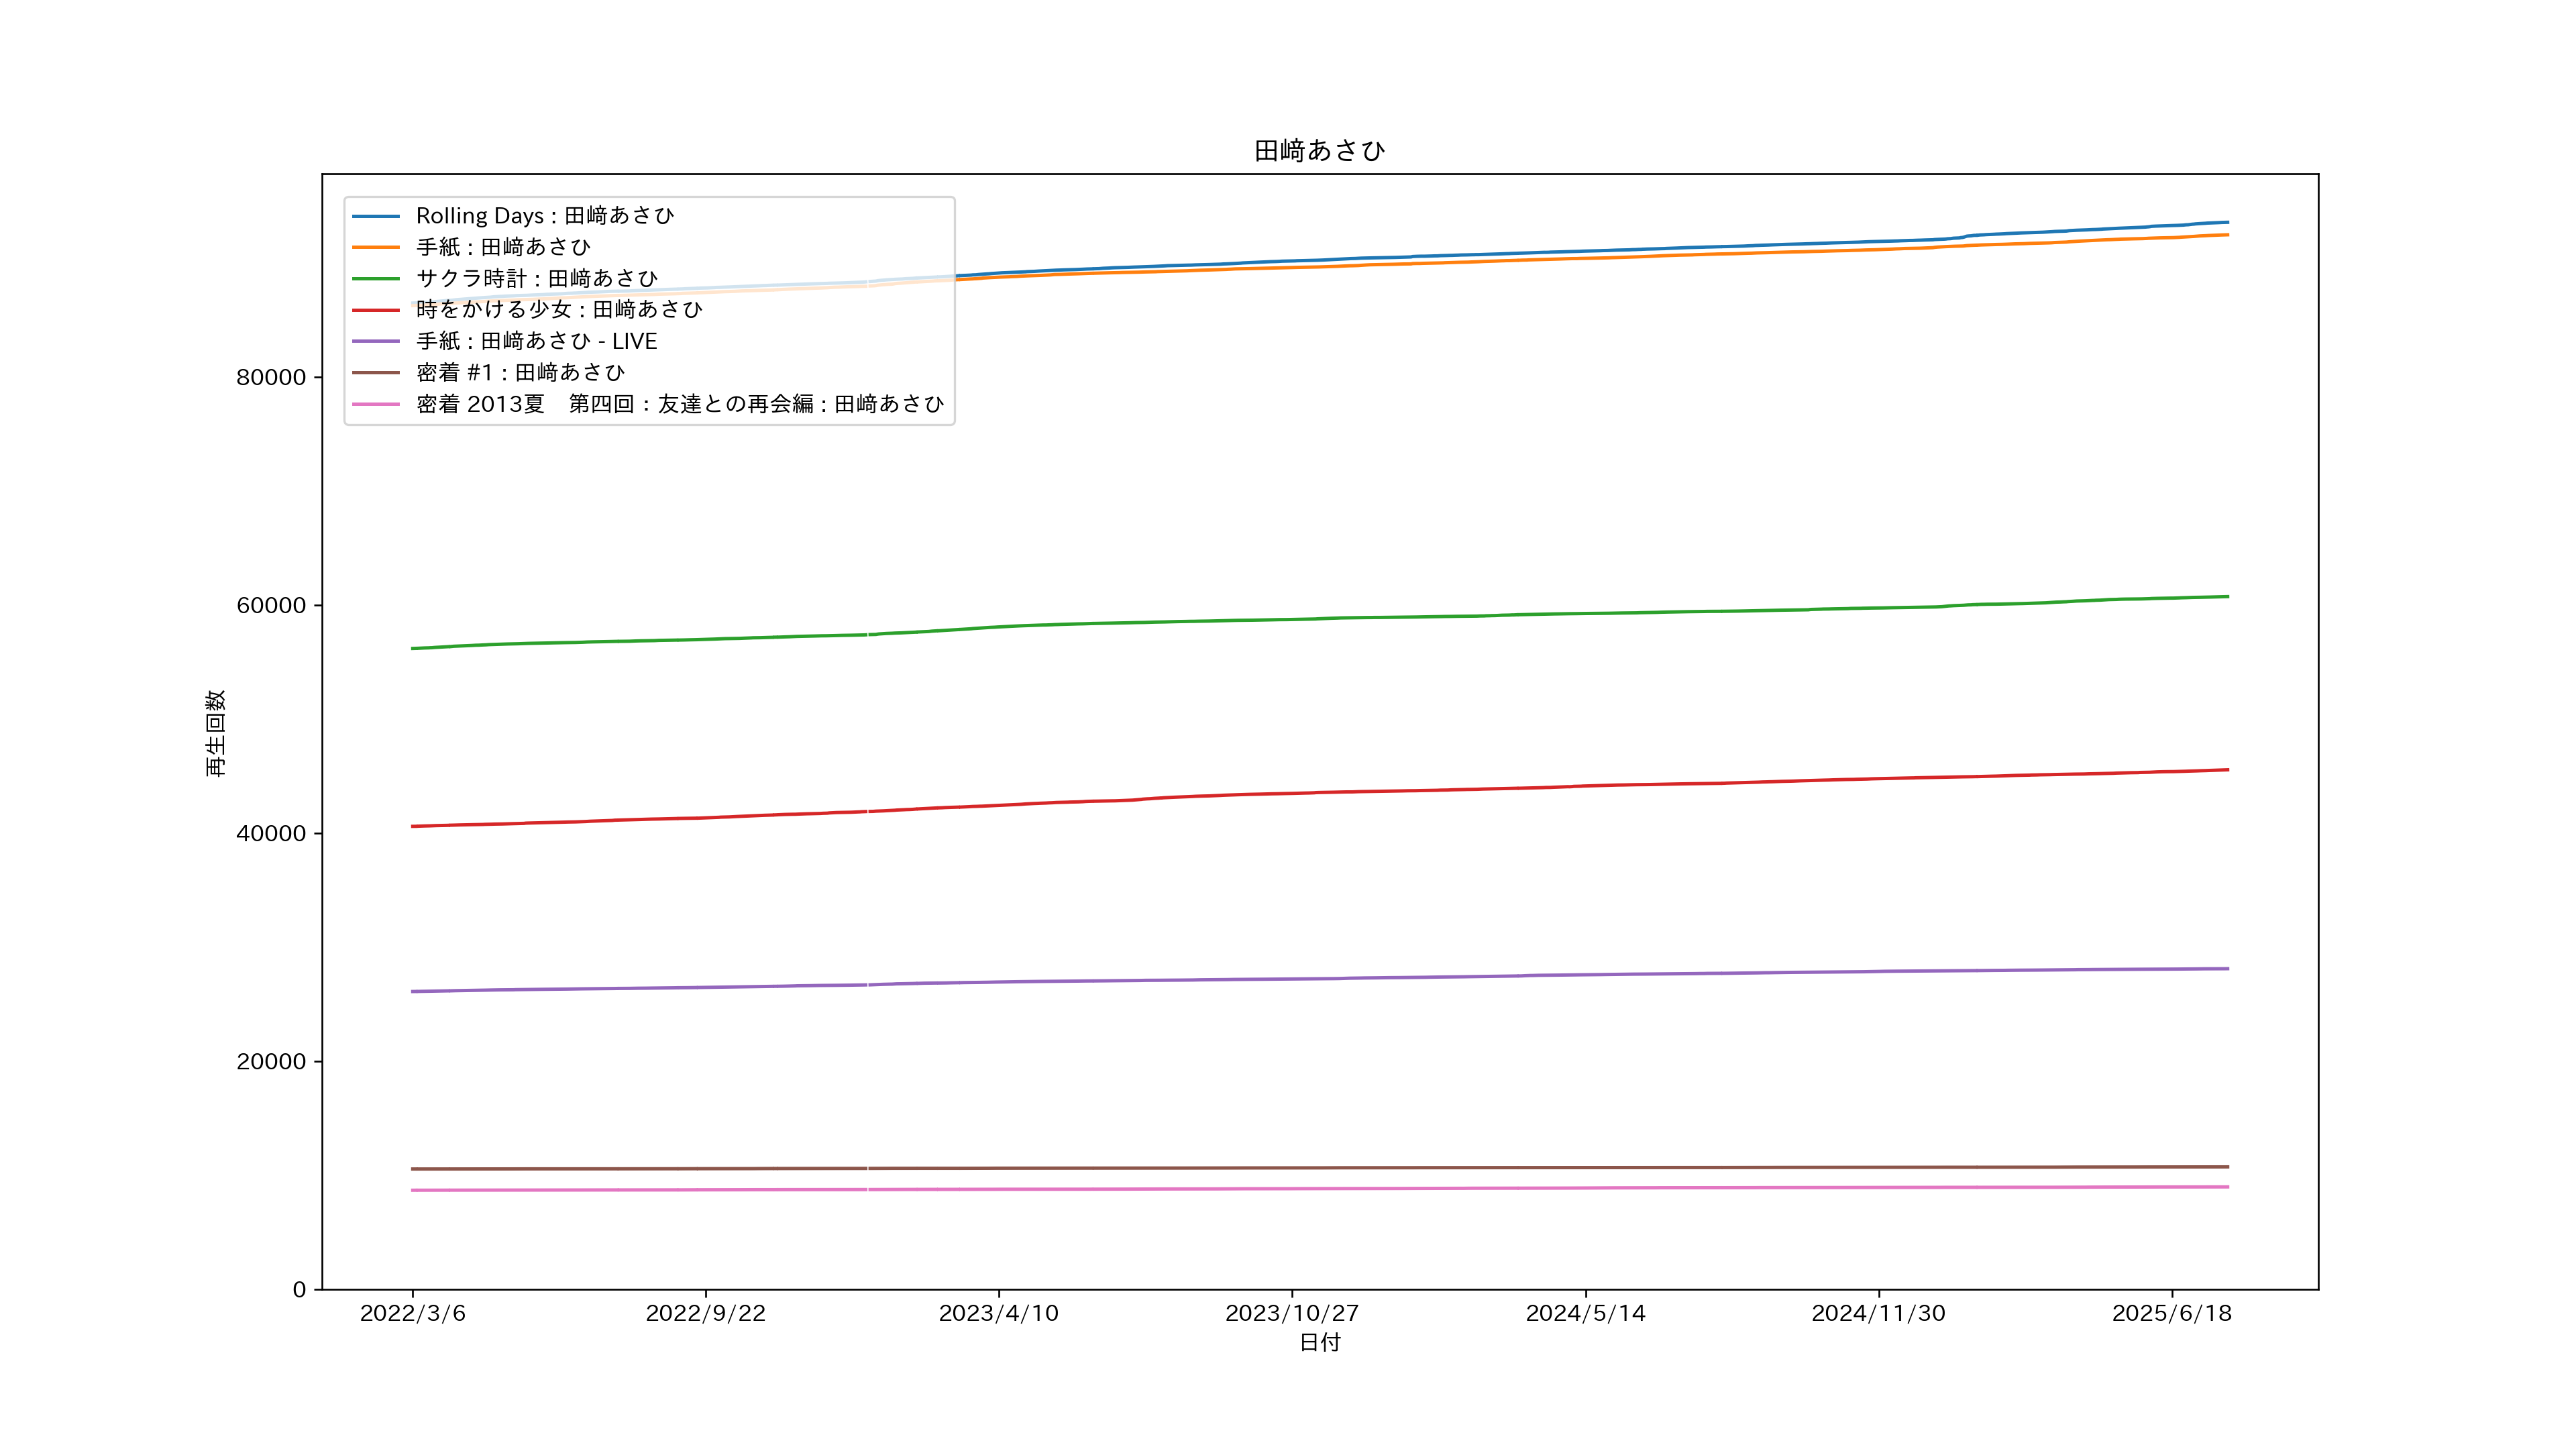 田﨑あさひ
Rolling Days : 田﨑あさひ
手紙 : 田﨑あさひ
サクラ時計 : 田﨑あさひ
時をかける少女 : 田﨑あさひ
手紙 : 田﨑あさひ - LIVE
密着 #1 : 田﨑あさひ
密着 2013夏　第四回：友達との再会編 : 田﨑あさひ
再生回数
80000
60000
40000
20000
0
2022/3/6 2022/9/22 2023/4/10 2023/10/27 2024/5/14 2024/11/30 2025/6/18
日付